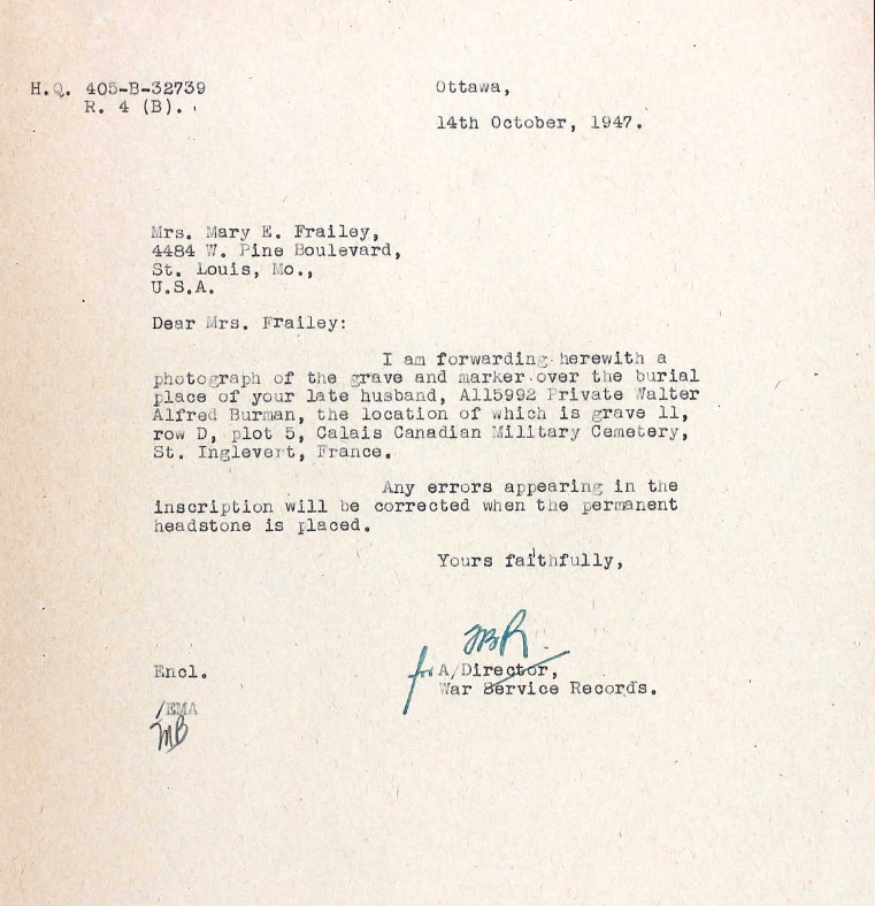 H.Q. 405-B-32739
R. 4 (B).
Ottawa,
14th October, 1947.
Mrs. Mary E. Frailey,
4484 W. Pine Boulevard,
St. Louis, Mo.,
U.S.A.
Dear Mrs. Frailey:
I am forwarding herewith a
photograph of the grave and marker over the burial
place of your late husband, A115992 Private Walter
Alfred Burman, the location of which is grave 11,
row D, plot 5, Calais Canadian Military Cemetery,
St. Inglevert, France.
Any errors appearing in the
inscription will be corrected when the permanent
headstone is placed.
Yours faithfully,
for A/Director,
War Service Records.
Encl.
/EMA
MB